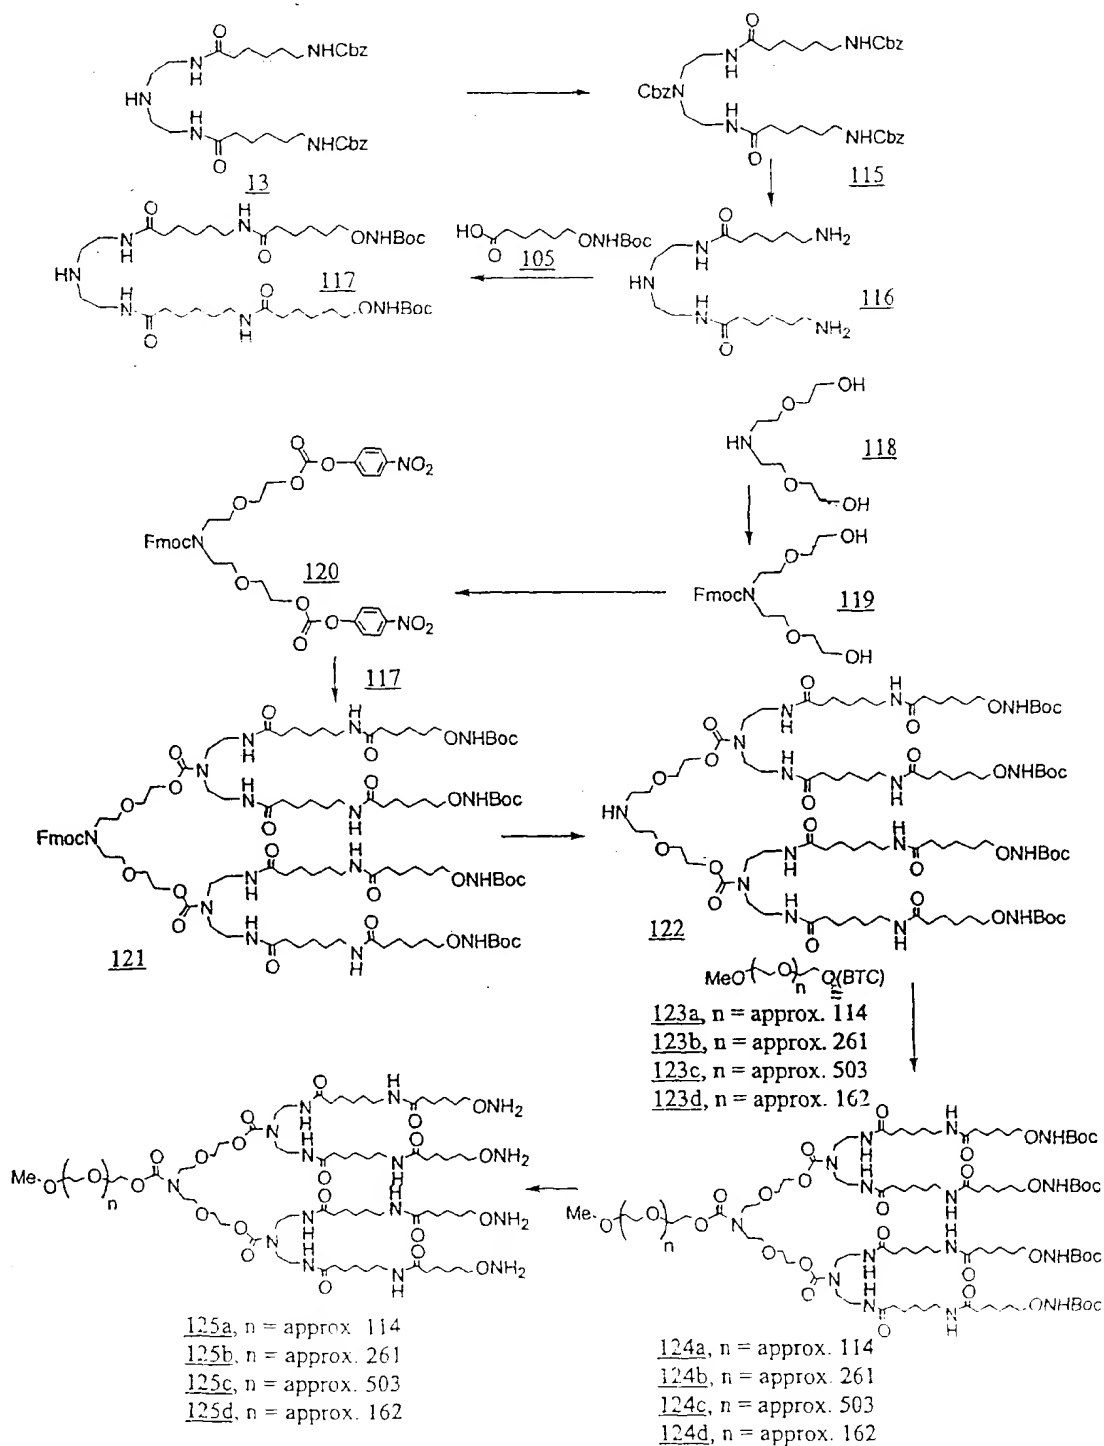 O
NHCbz
N
H
HN
H
N
NHCbz
O
13
O
NHCbz
N
H
CbzN
H
N
NHCbz
O
115
O
H
N
N
H
O
ONHBoc
HN
117
H
N
O
O
N
H
ONHBoc
HO
O
ONHBoc
105
O
NH2
N
H
HN
116
H
N
NH2
O
OH
O
HN
118
O
OH
O
O
O
NO2
O
FmocN
120
O
O
O
O
NO2
OH
O
FmocN
119
O
OH
117
O
H
N
N
H
O
ONHBoc
O
O
N
H
N
O
O
N
H
ONHBoc
O
FmocN
O
O
H
N
N
H
O
ONHBoc
O
O
N
H
N
O
O
N
H
ONHBoc
121
O
H
N
N
H
O
ONHBoc
O
O
N
H
N
O
O
N
H
ONHBoc
O
HN
O
O
H
N
N
H
O
ONHBoc
O
O
N
H
N
O
O
N
H
ONHBoc
122
MeO(O)n O(BTC)
123a, n = approx. 114
123b, n = approx. 261
123c, n = approx. 503
123d, n = approx. 162
O
H
N
H
N
O
ONH2
O
O
N
H
N
O
O
N
H
ONH2
Me
O
(O)n
O
O
N
O
O
O
H
N
H
N
O
ONH2
O
O
N
H
N
O
O
N
H
ONH2
125a, n = approx 114
125b, n = approx. 261
125c, n = approx. 503
125d, n = approx. 162
O
H
N
H
N
O
ONHBoc
O
O
N
H
N
O
O
N
H
ONHBoc
Me
O
(O)n
O
O
N
O
O
O
H
N
H
N
O
ONHBoc
O
O
N
H
N
O
O
N
H
ONHBoc
124a, n = approx. 114
124b, n = approx. 261
124c, n = approx. 503
124d, n = approx. 162